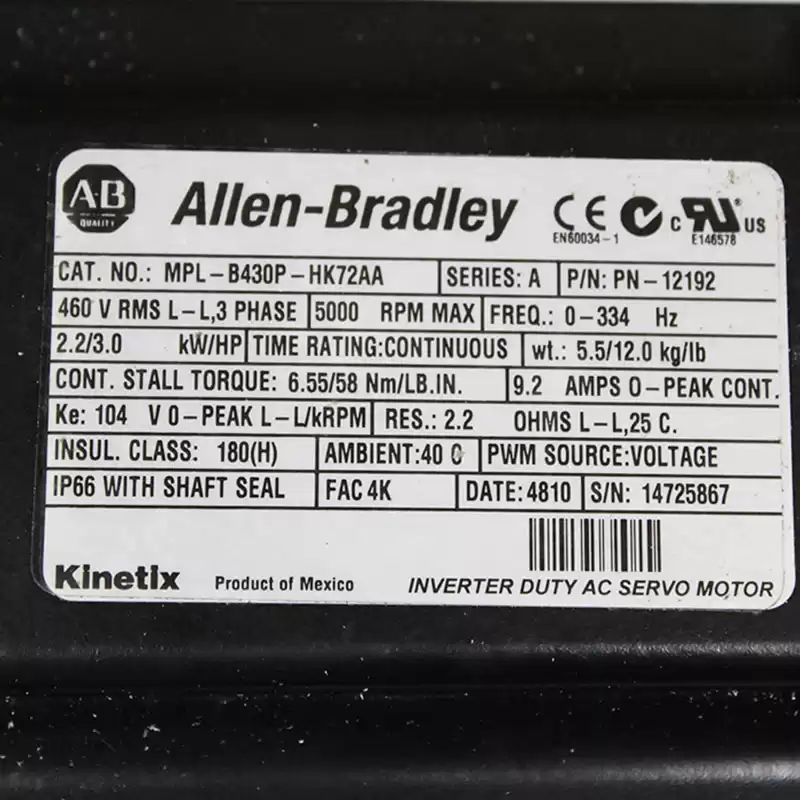 AB QUALITY Allen-Bradley CE EN60034-1 c RU ® US E146578
CAT. NO.: MPL-B430P-HK72AA SERIES: A P/N: PN-12192
460 V RMS L-L,3 PHASE 5000 RPM MAX FREQ.: 0-334 Hz
2.2/3.0 kW/HP TIME RATING:CONTINUOUS wt.: 5.5/12.0 kg/lb
CONT. STALL TORQUE: 6.55/58 Nm/LB.IN. 9.2 AMPS 0-PEAK CONT.
Ke: 104 V 0-PEAK L-L/kRPM RES.: 2.2 OHMS L-L,25 C.
INSUL. CLASS: 180(H) AMBIENT:40 C PWM SOURCE:VOLTAGE
IP66 WITH SHAFT SEAL FAC 4K DATE:4810 S/N: 14725867
Kinetix Product of Mexico INVERTER DUTY AC SERVO MOTOR